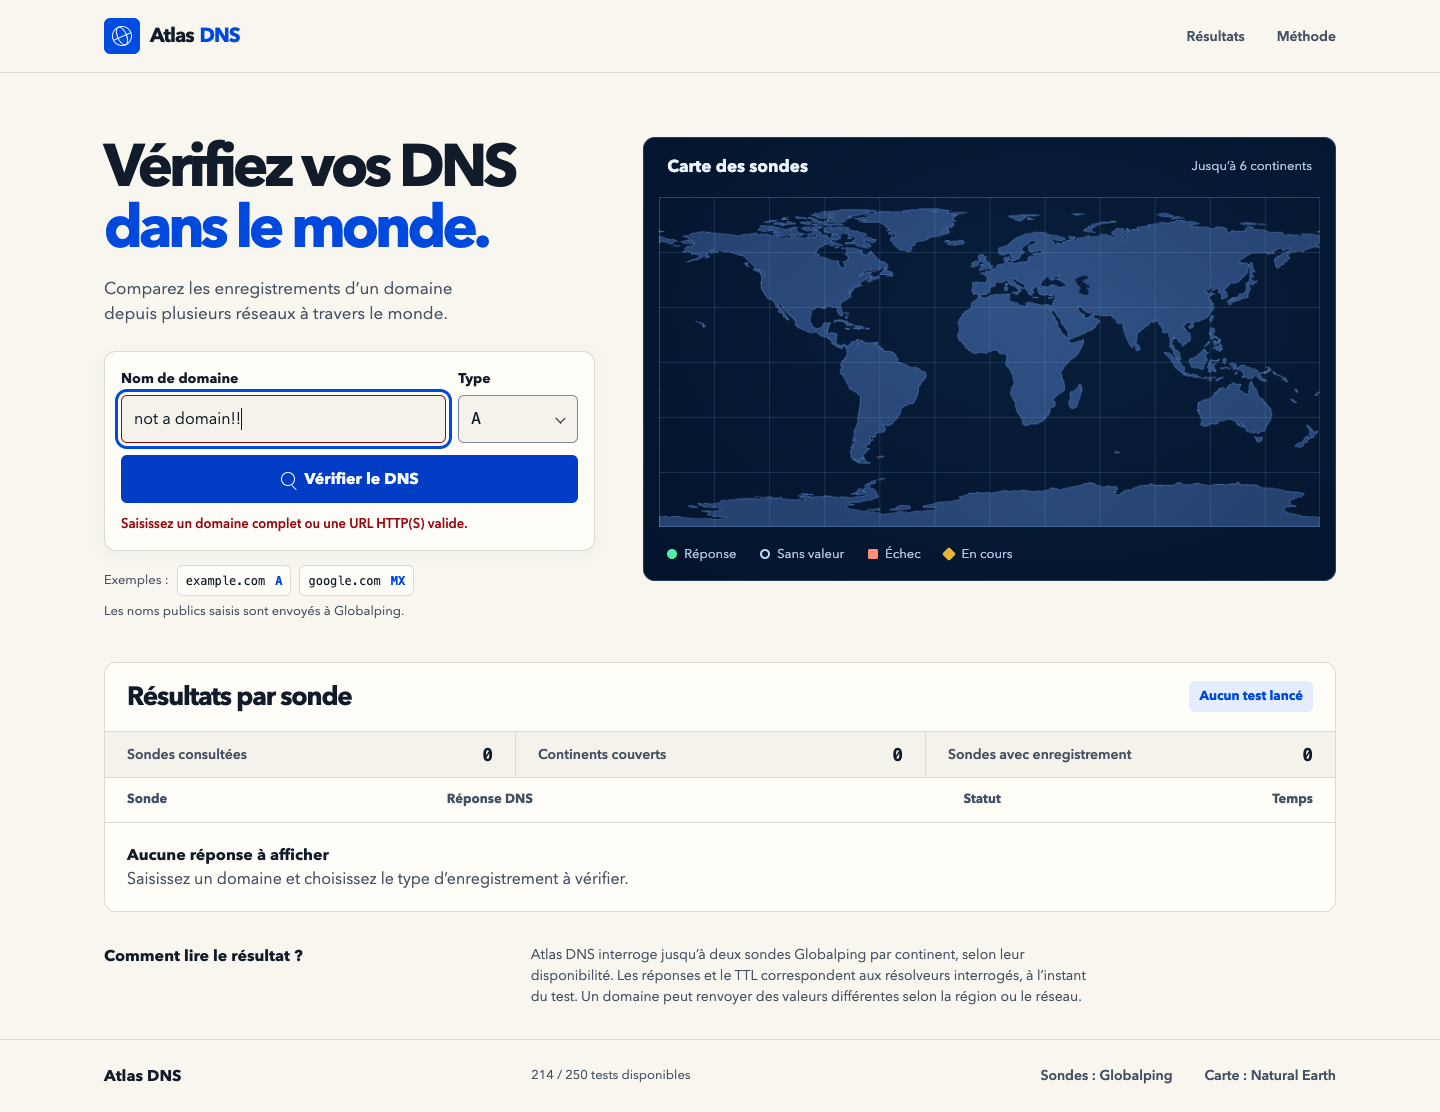 Atlas DNS
Résultats
Méthode
Vérifiez vos DNS
dans le monde.
Comparez les enregistrements d’un domaine
depuis plusieurs réseaux à travers le monde.
Nom de domaine
Type
not a domain!!
A
Vérifier le DNS
Saisissez un domaine complet ou une URL HTTP(S) valide.
Exemples :
example.com A
google.com MX
Les noms publics saisis sont envoyés à Globalping.
Carte des sondes
Jusqu’à 6 continents
Réponse
Sans valeur
Échec
En cours
Résultats par sonde
Aucun test lancé
Sondes consultées
0
Continents couverts
0
Sondes avec enregistrement
0
Sonde
Réponse DNS
Statut
Temps
Aucune réponse à afficher
Saisissez un domaine et choisissez le type d’enregistrement à vérifier.
Comment lire le résultat ?
Atlas DNS interroge jusqu’à deux sondes Globalping par continent, selon leur
disponibilité. Les réponses et le TTL correspondent aux résolveurs interrogés, à l’instant
du test. Un domaine peut renvoyer des valeurs différentes selon la région ou le réseau.
Atlas DNS
214 / 250 tests disponibles
Sondes : Globalping
Carte : Natural Earth